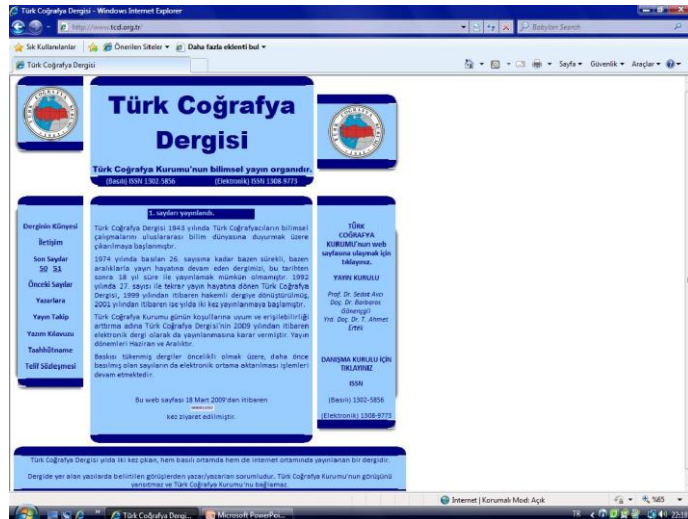 Türk Coğrafya Dergisi - Windows Internet Explorer
http://www.tcd.org.tr/
Babylon Search
Sık Kullanılanlar
Önerilen Siteler
Daha fazla eklenti bul
Türk Coğrafya Dergisi
Sayfa
Güvenlik
Araçlar
Türk Coğrafya
Dergisi
Türk Coğrafya Kurumu'nun bilimsel yayın organıdır.
(Basılı) ISSN 1302-5856 (Elektronik) ISSN 1308-9773
Derginin Künyesi
İletişim
Son Sayılar
50 51
Önceki Sayılar
Yazarlara
Yayın Takip
Yazım Kılavuzu
Taahhütname
Telif Sözleşmesi
1. sayıları yayınlandı.
Türk Coğrafya Dergisi 1943 yılında Türk Coğrafyacıların bilimsel
çalışmalarını uluslararası bilim dünyasına duyurmak üzere
çıkarılmaya başlanmıştır.
1974 yılında basılan 26. sayısına kadar bazen sürekli, bazen
aralıklarla yayın hayatına devam eden dergimizi, bu tarihten
sonra 18 yıl süre ile yayınlamak mümkün olmamıştır. 1992
yılında 27. sayısı ile tekrar yayın hayatına dönen Türk Coğrafya
Dergisi, 1999 yılından itibaren hakemli dergiye dönüştürülmüş,
2001 yılından itibaren ise yılda iki kez yayınlanmaya başlamıştır.
Türk Coğrafya Kurumu günün koşullarına uyum ve erişilebilirliği
arttırma adına Türk Coğrafya Dergisi'nin 2009 yılından itibaren
elektronik dergi olarak da yayınlanmasına karar vermiştir. Yayın
dönemleri Haziran ve Aralıktır.
Baskısı tükenmiş dergiler öncelikli olmak üzere, daha önce
basılmış olan sayıların da elektronik ortama aktarılması işlemleri
devam etmektedir.
Bu web sayfası 18 Mart 2009'dan itibaren
kez ziyaret edilmiştir.
TÜRK
COĞRAFYA
KURUMU'nun web
sayfasına ulaşmak için
tıklayınız.
YAYIN KURULU
Prof. Dr. Sedat Avcı
Doç. Dr. Barbaros
Gönençgil
Yrd. Doç. Dr. T. Ahmet
Ertek
DANIŞMA KURULU İÇİN
TIKLAYINIZ
ISSN
(Basılı) 1302-5856
(Elektronik) 1308-9773
Türk Coğrafya Dergisi yılda iki kez çıkan, hem basılı ortamda hem de internet ortamında yayınlanan bir dergidir.
Dergide yer alan yazılarda belirtilen görüşlerden yazar/yazarları sorumludur. Türk Coğrafya Kurumu'nun görüşünü
yansıtmaz ve Türk Coğrafya Kurumu'nu bağlamaz.
Internet | Korumalı Mod: Açık
%65
Türk Coğrafya Dergi...
Microsoft PowerPoi...
TR
22:18